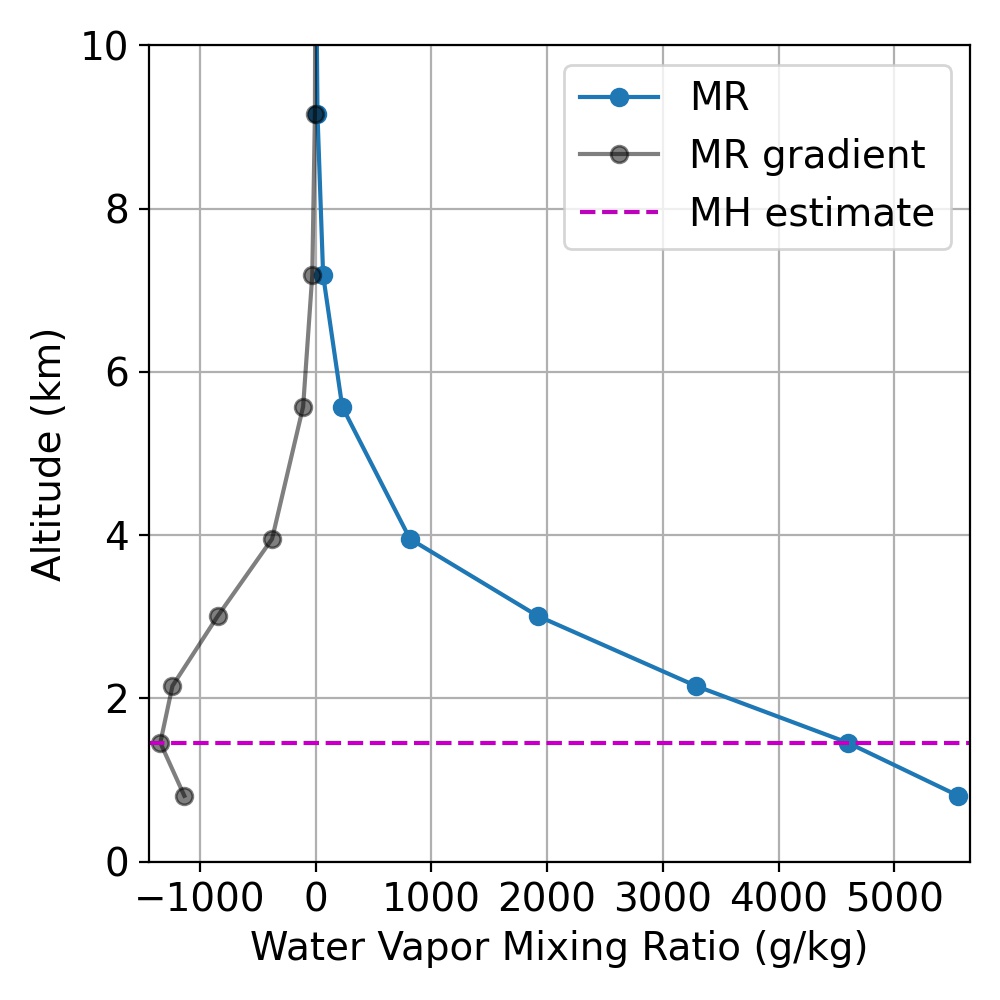 10
8
6
4
2
0
Altitude (km)
MR
MR gradient
MH estimate
−1000 0 1000 2000 3000 4000 5000
Water Vapor Mixing Ratio (g/kg)